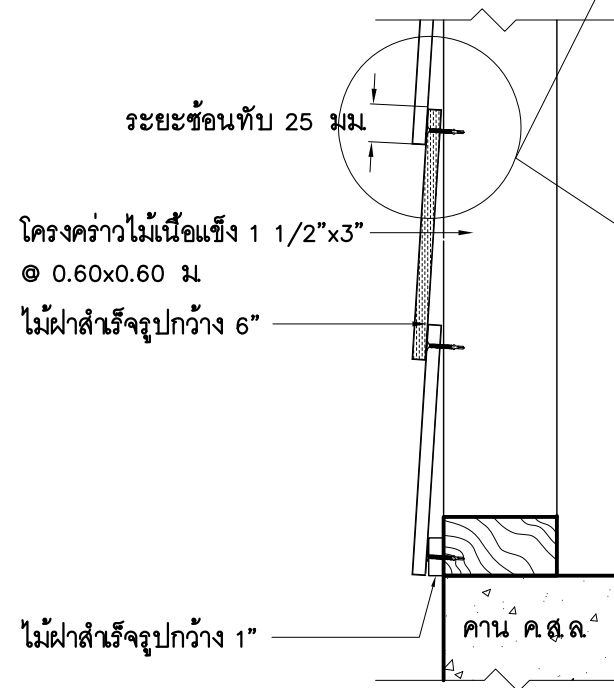 ระยะซ้อนทับ 25 มม.
โครงคร่าวไม้เนื้อแข็ง 1 1/2"x3"
@ 0.60x0.60 ม.
ไม้ฝาสำเร็จรูปกว้าง 6"
ไม้ฝาสำเร็จรูปกว้าง 1"
คาน ค.ส.ล.